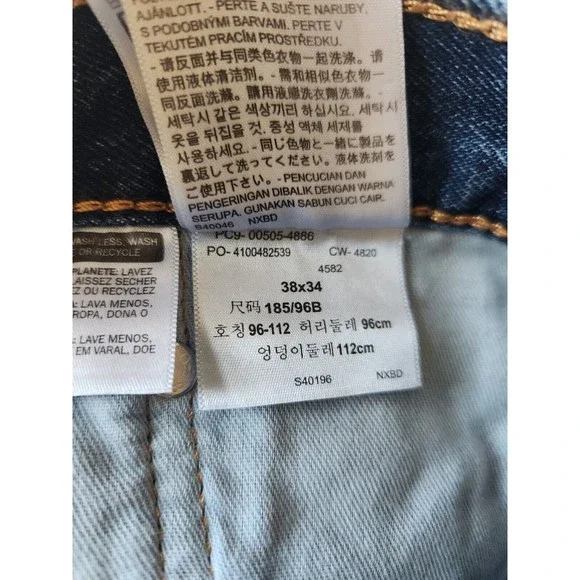 AJÁNLOTT. - PERTE A SUŠTE NARUBY,
S PODOBNÝMI BARVAMI. PERTE V
TEKUTÉM PRACÍM PROSTŘEDKU.
- 请反面并与同类色衣物一起洗涤。请
使用液体清洁剂。- 需和相似色衣物一
同反面洗滌。請用液態洗衣劑洗滌。-
세탁시 같은 색상끼리 하십시오. 세탁시
옷을 뒤집을 것, 중성 액체 세제를
사용하세요. - 同じ色物と一緒に製品を
裏返して洗ってください。液体洗剤を
ご使用下さい。- PENCUCIAN DAN
PENGERINGAN DIBALIK DENGAN WARNA
SERUPA. GUNAKAN SABUN CUCI CAIR.
S40046 NXBD
WASH LESS, WASH
OR RECYCLE
PLANETE: LAVEZ
LAISSEZ SECHER
EZ OU RECYCLEZ
A: LAVA MENOS,
ROPA, DONA O
: LAVE MENOS,
EM VARAL, DOE
PC9- 00505-4886
PO- 4100482539 CW- 4820
4582
38x34
尺码 185/96B
호칭 96-112 허리둘레 96cm
엉덩이둘레 112cm
S40196 NXBD